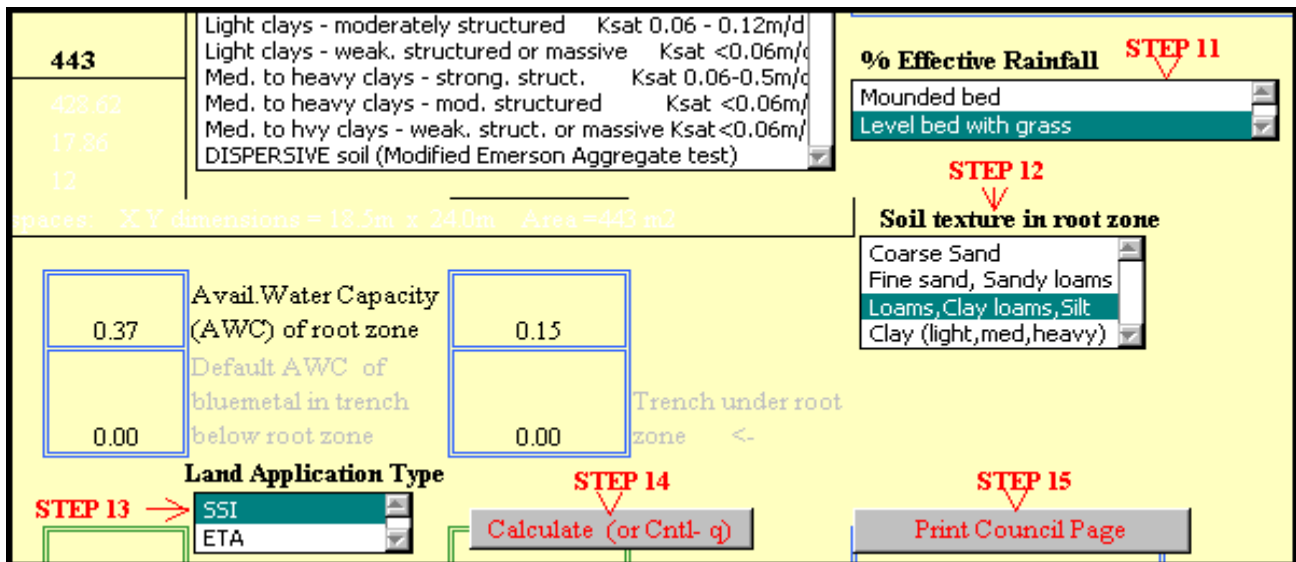 Light clays - moderately structured Ksat 0.06 - 0.12m/d
Light clays - weak. structured or massive Ksat <0.06m/d
Med. to heavy clays - strong. struct. Ksat 0.06-0.5m/d
Med. to heavy clays - mod. structured Ksat <0.06m/
Med. to hvy clays - weak. struct. or massive Ksat<0.06m/
DISPERSIVE soil (Modified Emerson Aggregate test)
443
428.62
17.86
12
spaces: X Y dimensions = 18.5m x 24.0m Area =443 m2
% Effective Rainfall
STEP 11
Mounded bed
Level bed with grass
STEP 12
Soil texture in root zone
Coarse Sand
Fine sand, Sandy loams
Loams,Clay loams,Silt
Clay (light,med,heavy)
0.37
Avail.Water Capacity
(AWC) of root zone
0.15
0.00
Default AWC of
bluemetal in trench
below root zone
0.00
Trench under root
zone <-
Land Application Type
STEP 13
SSI
ETA
STEP 14
Calculate (or Cntl- q)
STEP 15
Print Council Page